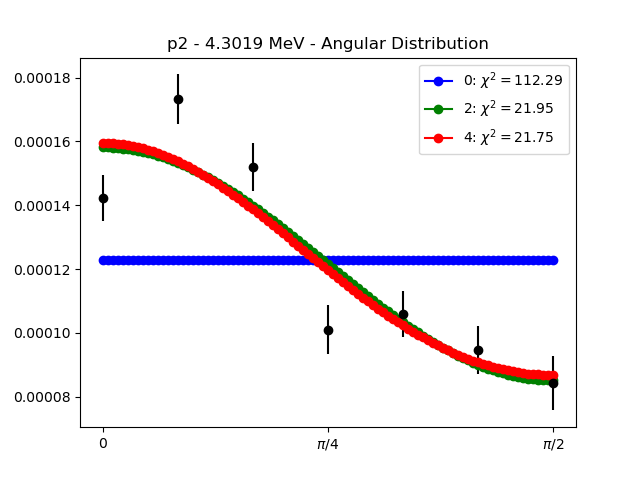 p2 - 4.3019 MeV - Angular Distribution
0: χ² = 112.29
2: χ² = 21.95
4: χ² = 21.75
0.00018
0.00016
0.00014
0.00012
0.00010
0.00008
0
π/4
π/2